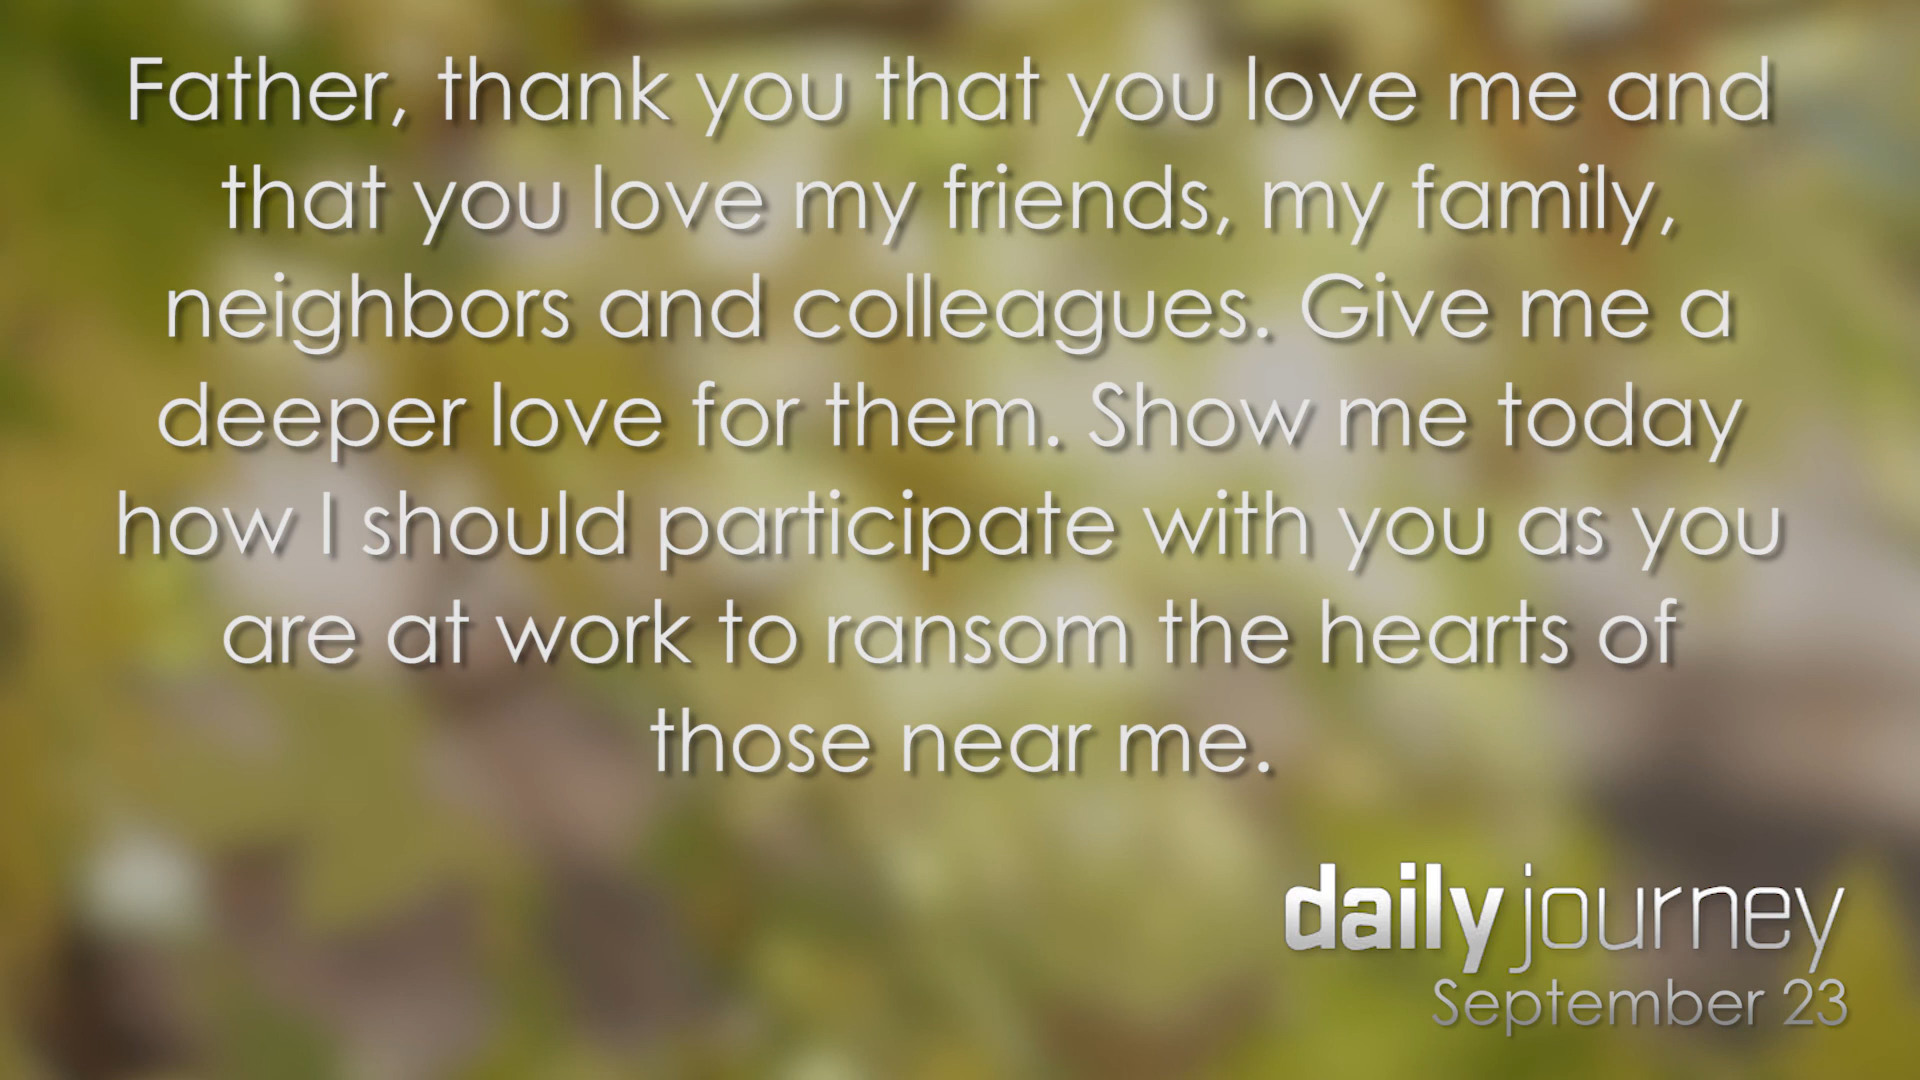 Father, thank you that you love me and
that you love my friends, my family,
neighbors and colleagues. Give me a
deeper love for them. Show me today
how I should participate with you as you
are at work to ransom the hearts of
those near me.
daily journey
September 23